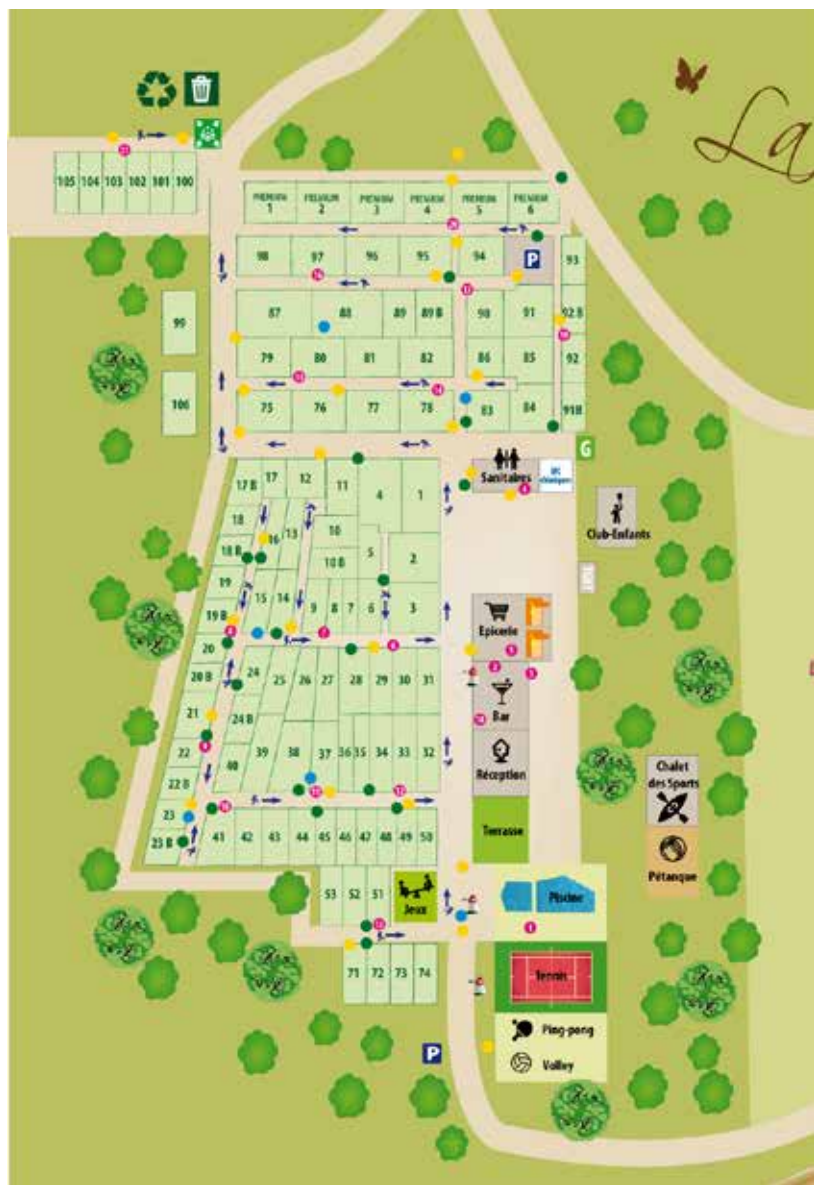 La
105 104 103 102 101 100
PREMIUM 1 PREMIUM 2 PREMIUM 3 PREMIUM 4 PREMIUM 5 PREMIUM 6
98 97 96 95 94 P 93
99
87 88 89 89 B 90 91 92 B
79 80 81 82 86 85 92
106
75 76 77 78 83 84 91B
G
17 B 17 12 11 4 1
Sanitaires
WC
18 16 13 10
Club-Enfants
18 B 10 B 5 2
19 15 14 9 8 7 6 3
19 B
Epicerie
20
20 B 24 25 26 27 28 29 30 31
21 24 B
Bar
22 39 38 37 36 35 34 33 32
22 B 40
Réception
Chalet
des Sports
23
23 B 41 42 43 44 45 46 47 48 49 50
Terrasse
Pétanque
53 52 51
Jeux
Piscine
71 72 73 74
Tennis
P
Ping-pong
Volley